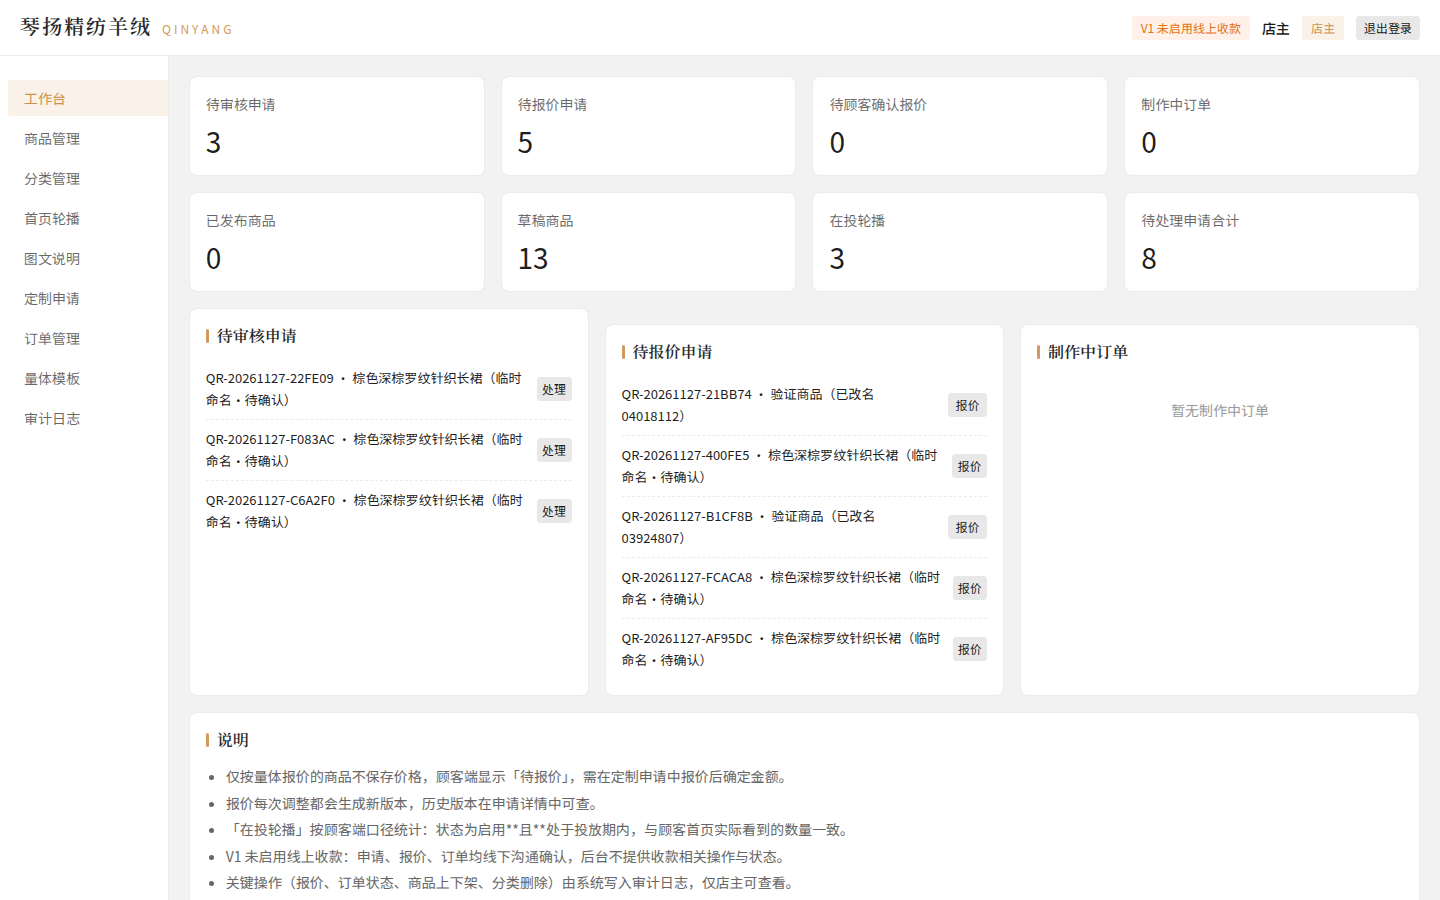 琴扬精纺羊绒 QINYANG
V1 未启用线上收款 店主 店主 退出登录
工作台
商品管理
分类管理
首页轮播
图文说明
定制申请
订单管理
量体模板
审计日志
待审核申请
3
待报价申请
5
待顾客确认报价
0
制作中订单
0
已发布商品
0
草稿商品
13
在投轮播
3
待处理申请合计
8
待审核申请
QR-20261127-22FE09 · 棕色深棕罗纹针织长裙（临时
命名·待确认）
处理
QR-20261127-F083AC · 棕色深棕罗纹针织长裙（临时
命名·待确认）
处理
QR-20261127-C6A2F0 · 棕色深棕罗纹针织长裙（临时
命名·待确认）
处理
待报价申请
QR-20261127-21BB74 · 验证商品（已改名
04018112）
报价
QR-20261127-400FE5 · 棕色深棕罗纹针织长裙（临时
命名·待确认）
报价
QR-20261127-B1CF8B · 验证商品（已改名
03924807）
报价
QR-20261127-FCACA8 · 棕色深棕罗纹针织长裙（临时
命名·待确认）
报价
QR-20261127-AF95DC · 棕色深棕罗纹针织长裙（临时
命名·待确认）
报价
制作中订单
暂无制作中订单
说明
仅按量体报价的商品不保存价格，顾客端显示「待报价」，需在定制申请中报价后确定金额。
报价每次调整都会生成新版本，历史版本在申请详情中可查。
「在投轮播」按顾客端口径统计：状态为启用**且**处于投放期内，与顾客首页实际看到的数量一致。
V1 未启用线上收款：申请、报价、订单均线下沟通确认，后台不提供收款相关操作与状态。
关键操作（报价、订单状态、商品上下架、分类删除）由系统写入审计日志，仅店主可查看。